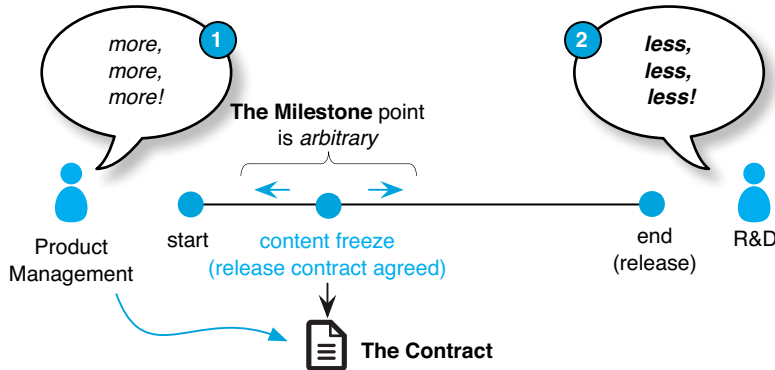 1
more,
more,
more!
2
less,
less,
less!
The Milestone point
is arbitrary
Product
Management
start
content freeze
(release contract agreed)
end
(release)
R&D
The Contract